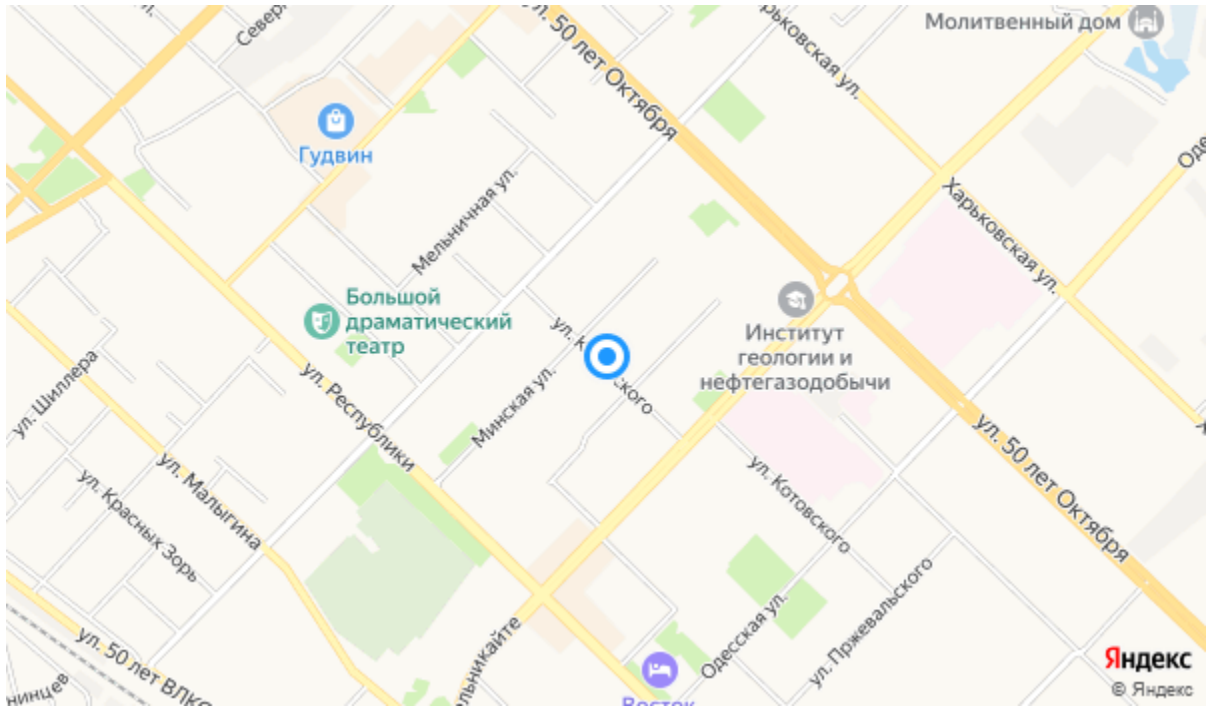 Молитвенный дом
ул. 50 лет Октября
Харьковская ул.
Гудвин
Мельничная ул.
Харьковская ул.
Большой
драматический
театр
Институт
геологии и
нефтегазодобычи
ул. Шиллера
ул. Республики
Минская ул.
ул. Малыгина
ул. Красных Зорь
ул. Котовского
ул. 50 лет Октября
Одесская ул.
ул. Пржевальского
ул. 50 лет
Восток
Яндекс
© Яндекс